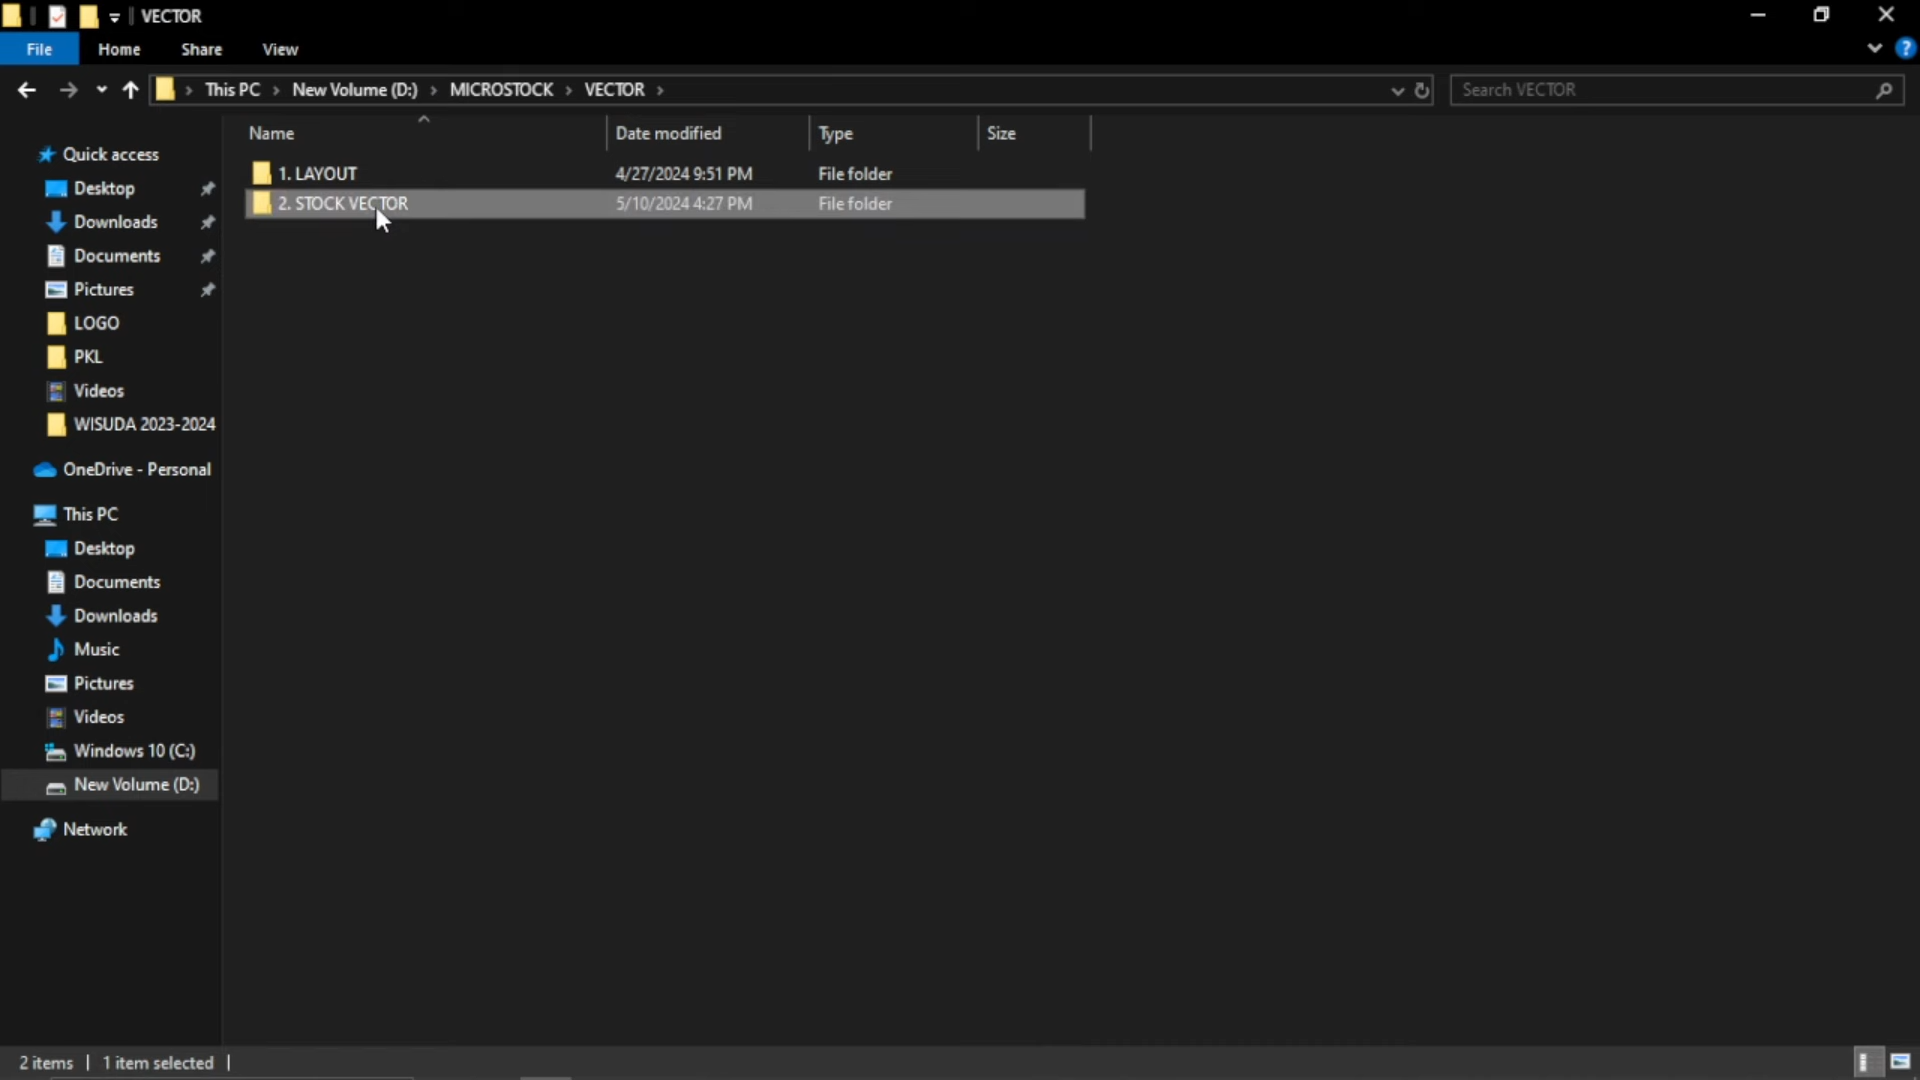 VECTOR
File Home Share View
This PC New Volume (D:) MICROSTOCK VECTOR Search VECTOR
Name Date modified Type Size
1. LAYOUT 4/27/2024 9:51 PM File folder
2. STOCK VECTOR 5/10/2024 4:27 PM File folder
Quick access
Desktop
Downloads
Documents
Pictures
LOGO
PKL
Videos
WISUDA 2023-2024
OneDrive - Personal
This PC
Desktop
Documents
Downloads
Music
Pictures
Videos
Windows 10 (C:)
New Volume (D:)
Network
2 items 1 item selected